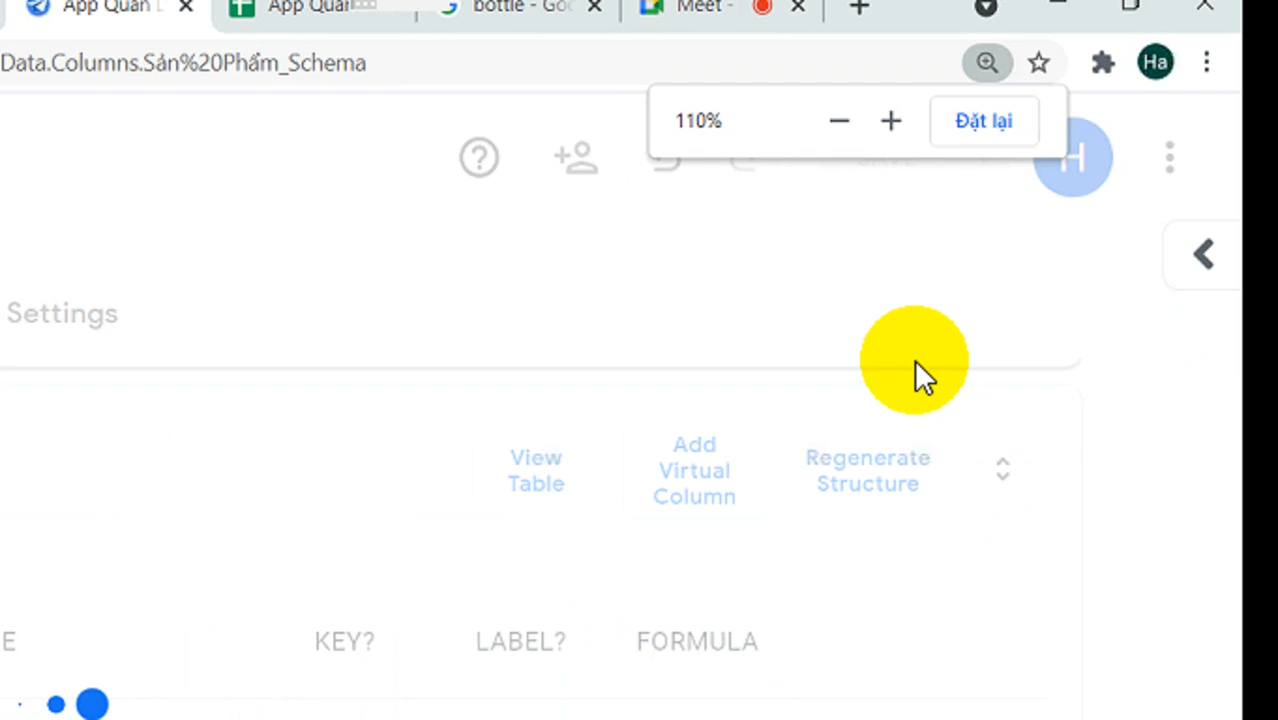 App Quản L
App Quản
bottle - Goo
Meet -
Data.Columns.Sản%20Phẩm_Schema
Ha
110%
Đặt lại
H
Settings
View
Table
Add
Virtual
Column
Regenerate
Structure
E
KEY?
LABEL?
FORMULA